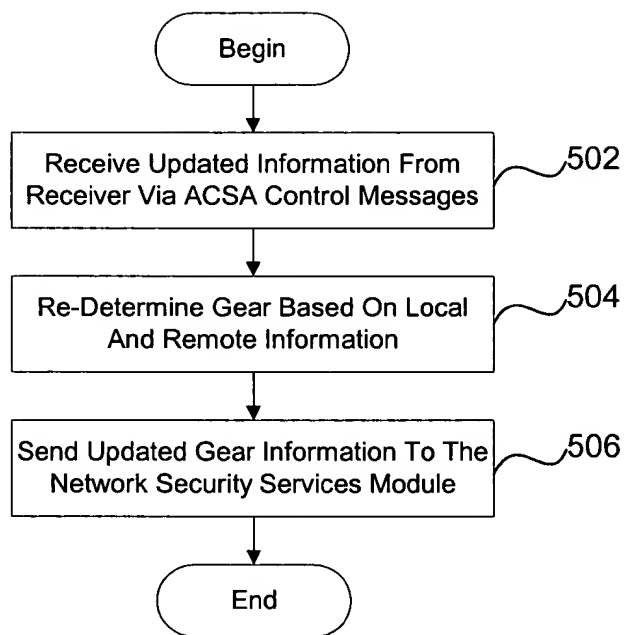 Begin
Receive Updated Information From
Receiver Via ACSA Control Messages
502
Re-Determine Gear Based On Local
And Remote Information
504
Send Updated Gear Information To The
Network Security Services Module
506
End